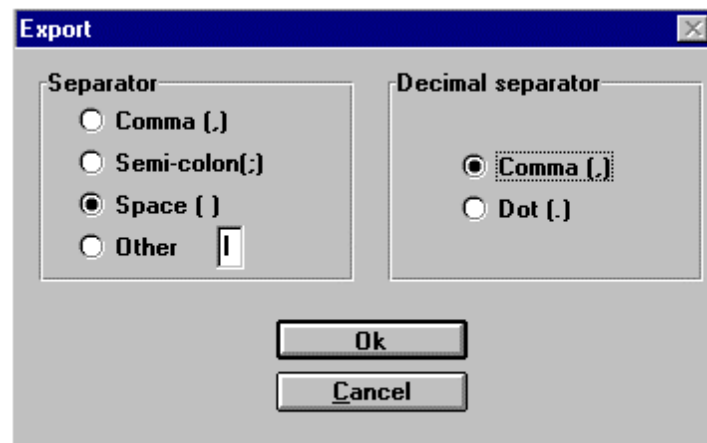 Export
Separator
Comma (,)
Semi-colon(;)
Space ( )
Other |
Decimal separator
Comma (,)
Dot (.)
Ok
Cancel